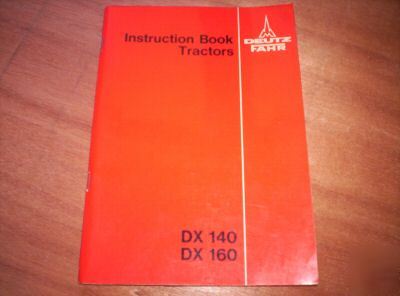 Instruction Book
Tractors
DEUTZ
FAHR
DX 140
DX 160